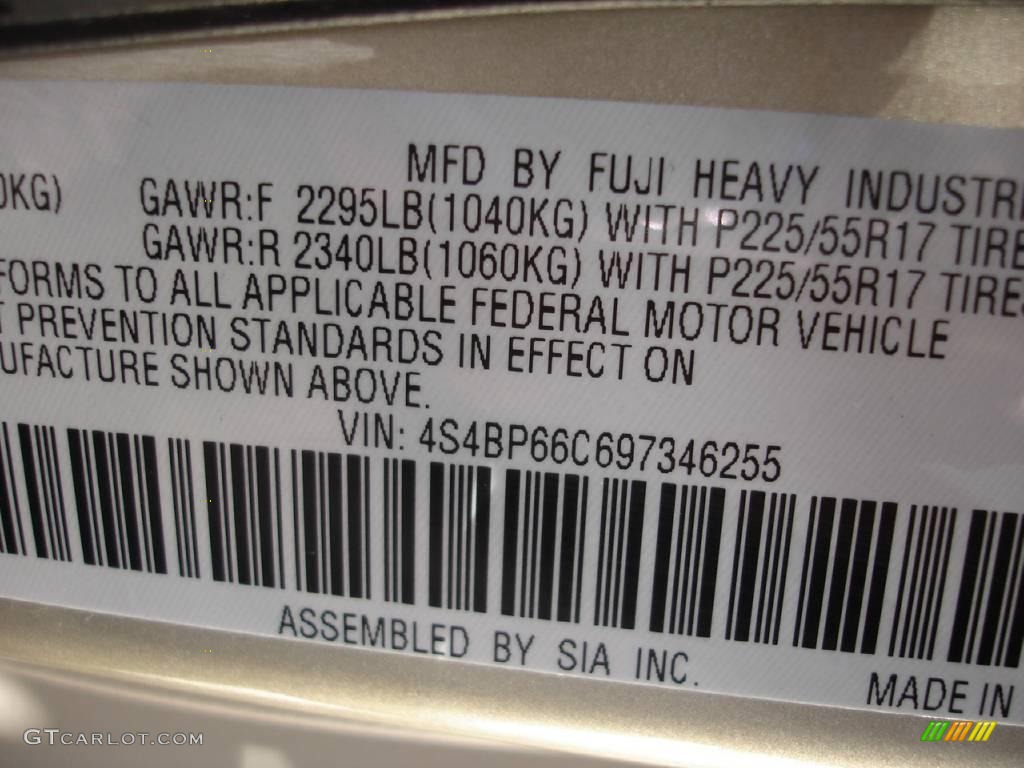 MFD BY FUJI HEAVY INDUSTRI
0KG) GAWR:F 2295LB(1040KG) WITH P225/55R17 TIRE
GAWR:R 2340LB(1060KG) WITH P225/55R17 TIRES
FORMS TO ALL APPLICABLE FEDERAL MOTOR VEHICLE
T PREVENTION STANDARDS IN EFFECT ON
UFACTURE SHOWN ABOVE.
VIN: 4S4BP66C697346255
ASSEMBLED BY SIA INC.
MADE IN
GTCARLOT.COM